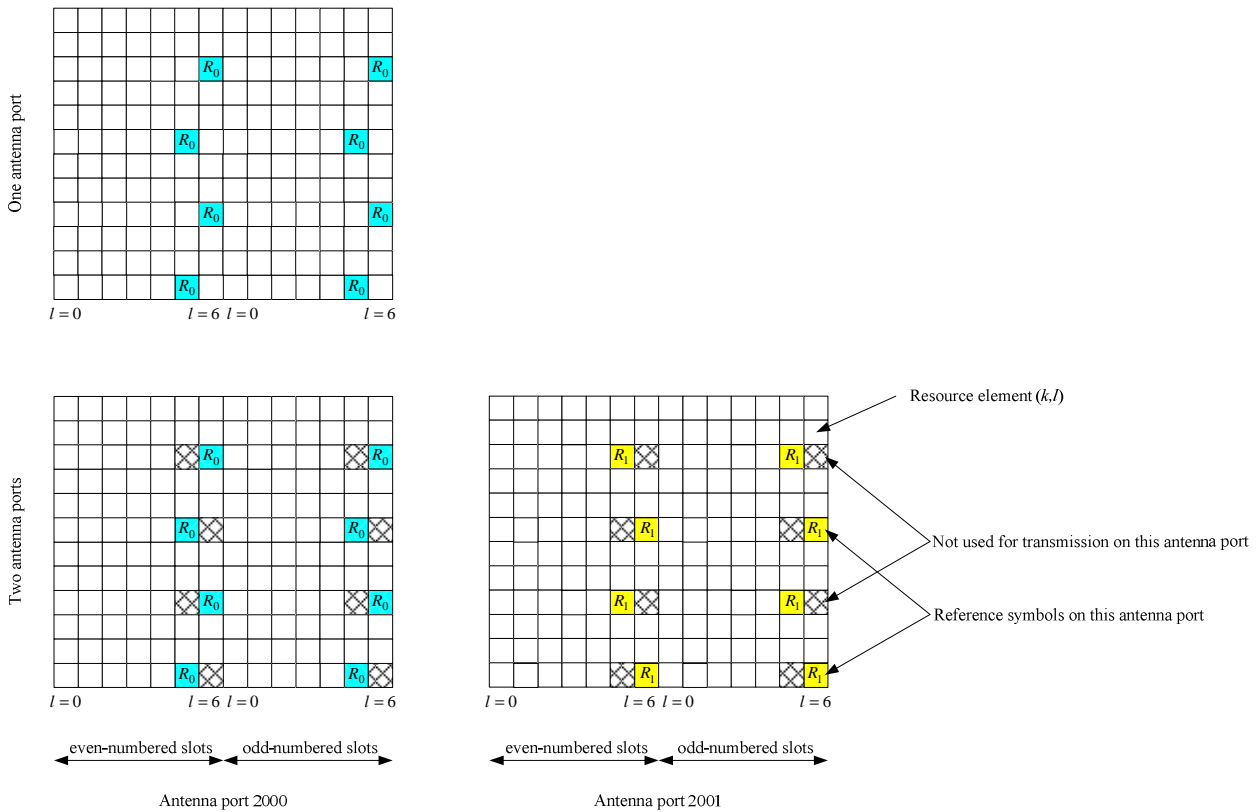 One antenna port
R0 R0
R0 R0
R0 R0
R0 R0
l = 0 l = 6 l = 0 l = 6
Two antenna ports
Resource element (k,l)
R0 R0 R1 R1
R0 R0 R1 R1
Not used for transmission on this antenna port
R0 R0 R1 R1
Reference symbols on this antenna port
R0 R0 R1 R1
l = 0 l = 6 l = 0 l = 6 l = 0 l = 6 l = 0 l = 6
even-numbered slots odd-numbered slots even-numbered slots odd-numbered slots
Antenna port 2000 Antenna port 2001